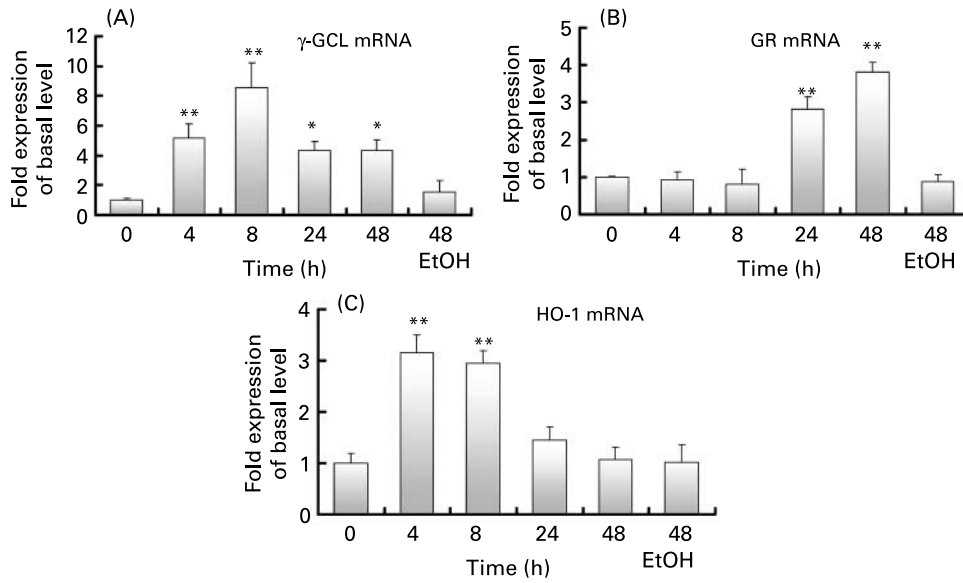 (A)
γ-GCL mRNA
Fold expression
of basal level
12
10
8
6
4
2
0
**
**
*
*
0 4 8 24 48 48
EtOH
Time (h)
(B)
GR mRNA
Fold expression
of basal level
5
4
3
2
1
0
**
**
0 4 8 24 48 48
EtOH
Time (h)
(C)
HO-1 mRNA
Fold expression
of basal level
4
3
2
1
0
**
**
0 4 8 24 48 48
EtOH
Time (h)